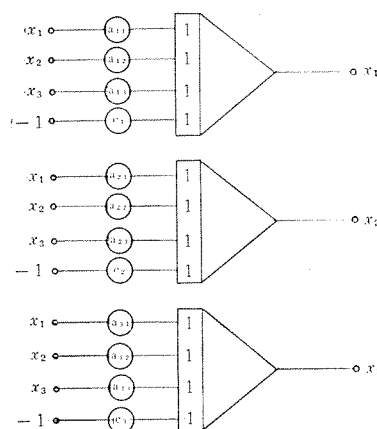 x₁ a₁₁ 1
x₂ a₁₂ 1 x₁
x₃ a₁₃ 1
−1 c₁ 1
x₁ a₂₁ 1
x₂ a₂₂ 1 x₂
x₃ a₂₃ 1
−1 c₂ 1
x₁ a₃₁ 1
x₂ a₃₂ 1 x
x₃ a₃₃ 1
−1 c₃ 1